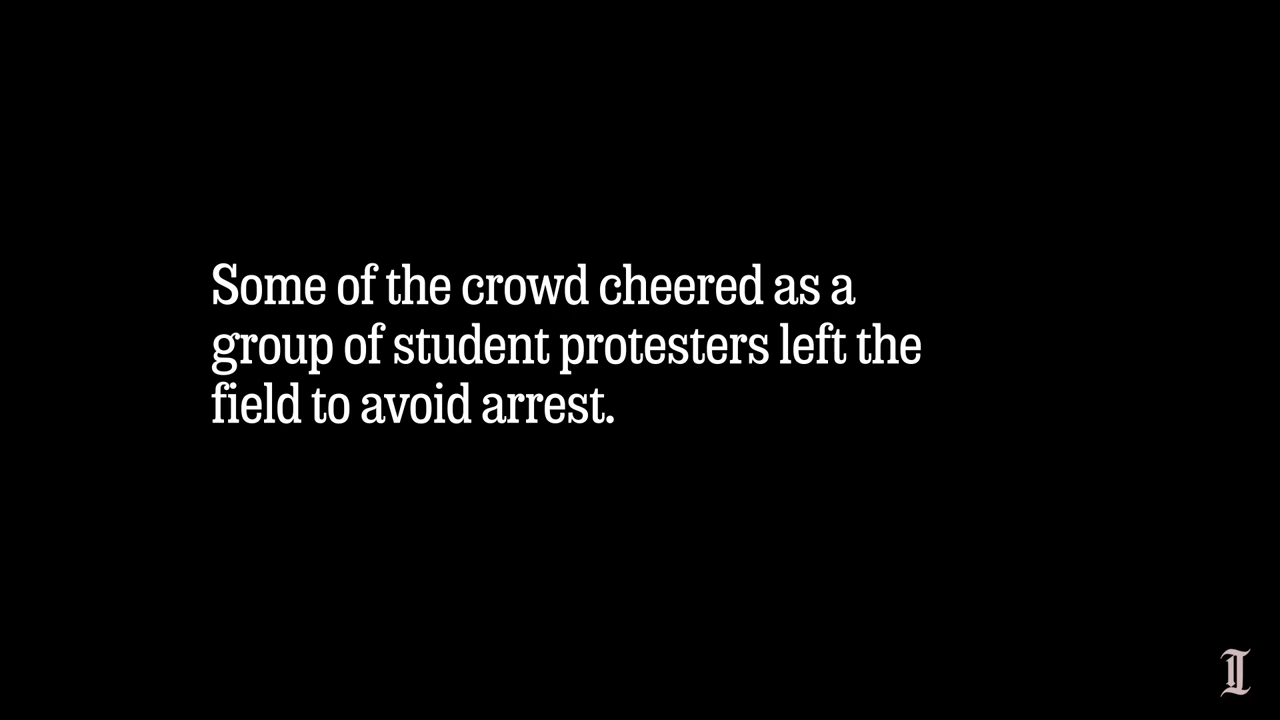 Some of the crowd cheered as a
group of student protesters left the
field to avoid arrest.
I